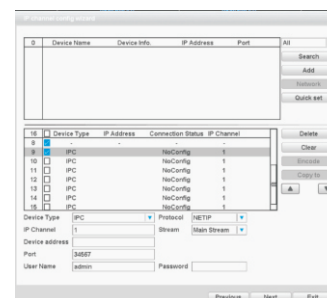 IP channel config wizard
0 Device Name Device Info. IP Address Port All
Search
Add
Network
Quick set
16 Device Type IP Address Connection Status IP Channel Delete
8 - - - -
9 IPC NoConfig 1 Clear
10 IPC NoConfig 1
11 IPC NoConfig 1 Encode
12 IPC NoConfig 1 Copy to
13 IPC NoConfig 1
14 IPC NoConfig 1
15 IPC NoConfig 1
Device Type IPC Protocol NETIP
IP Channel 1 Stream Main Stream
Device address
Port 34567
User Name admin Password
Previous Next Exit